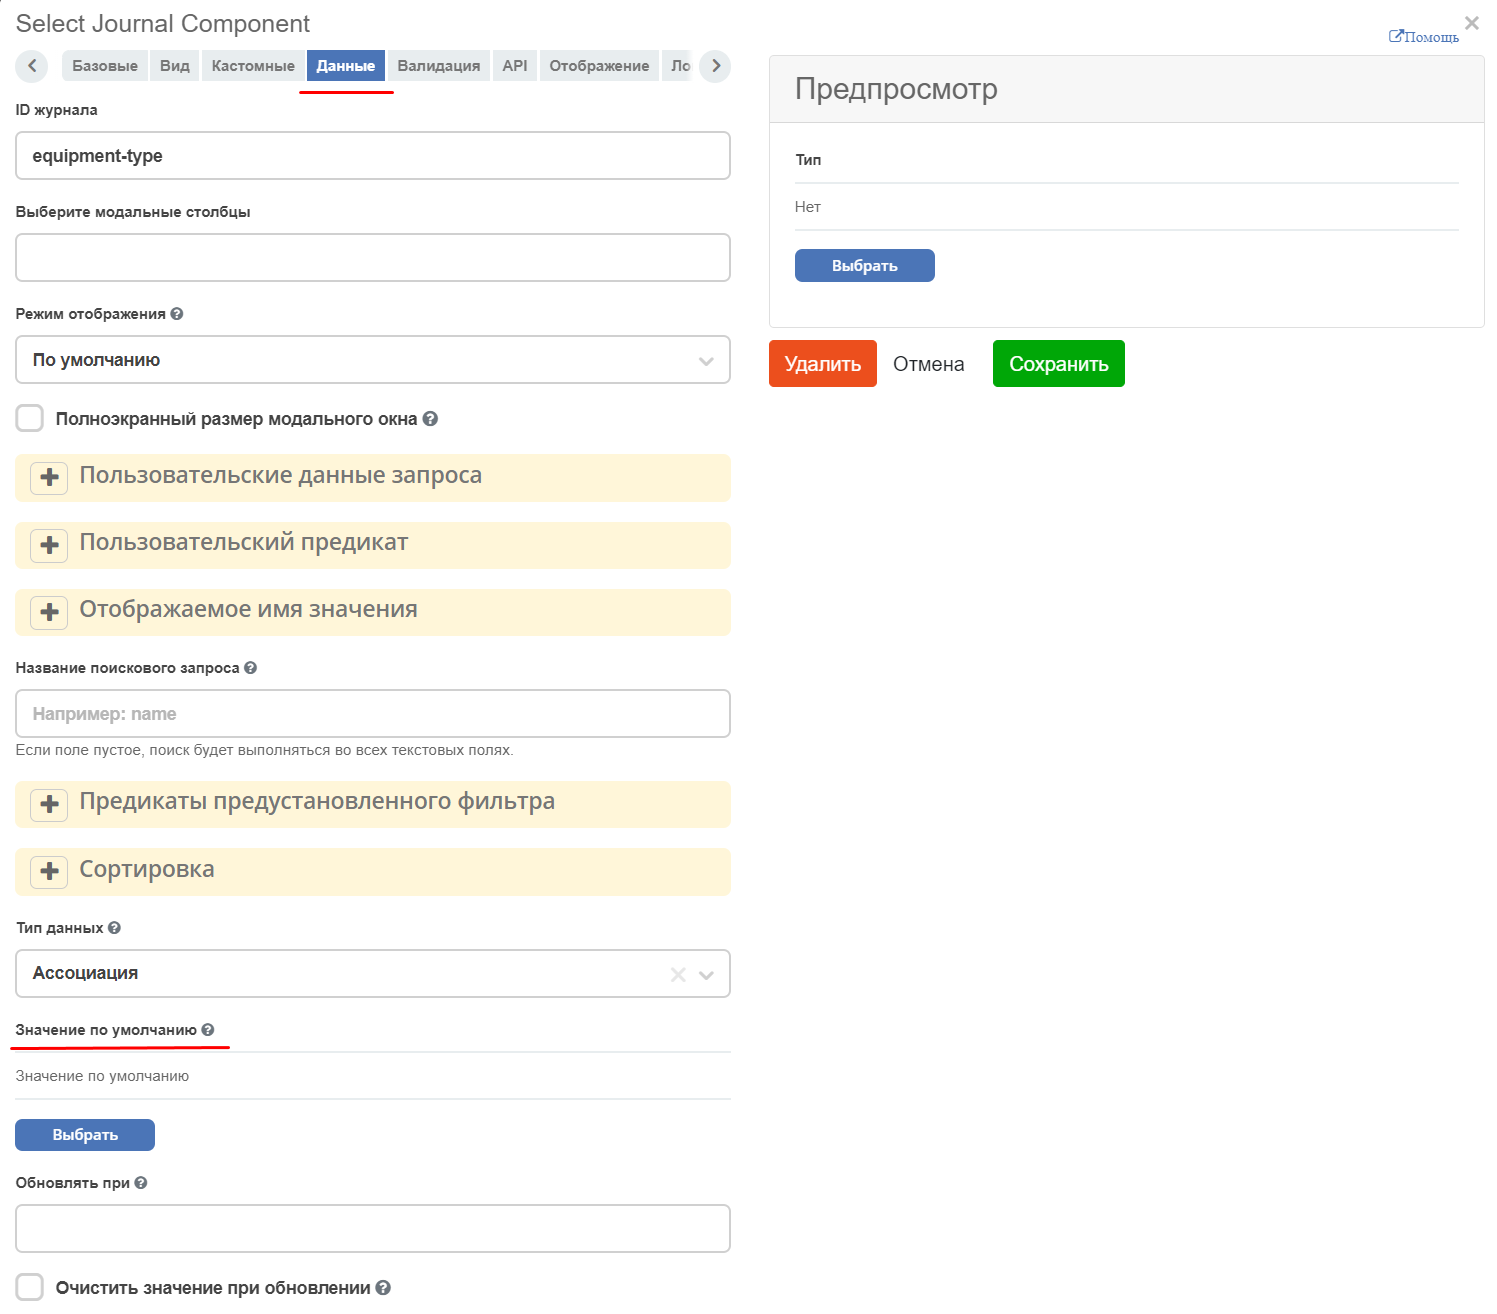 Select Journal Component
Помощь
Базовые Вид Кастомные Данные Валидация API Отображение Ло
ID журнала
equipment-type
Выберите модальные столбцы
Режим отображения
По умолчанию
Полноэкранный размер модального окна
Пользовательские данные запроса
Пользовательский предикат
Отображаемое имя значения
Название поискового запроса
Например: name
Если поле пустое, поиск будет выполняться во всех текстовых полях.
Предикаты предустановленного фильтра
Сортировка
Тип данных
Ассоциация
Значение по умолчанию
Значение по умолчанию
Выбрать
Обновлять при
Очистить значение при обновлении
Предпросмотр
Тип
Нет
Выбрать
Удалить Отмена Сохранить